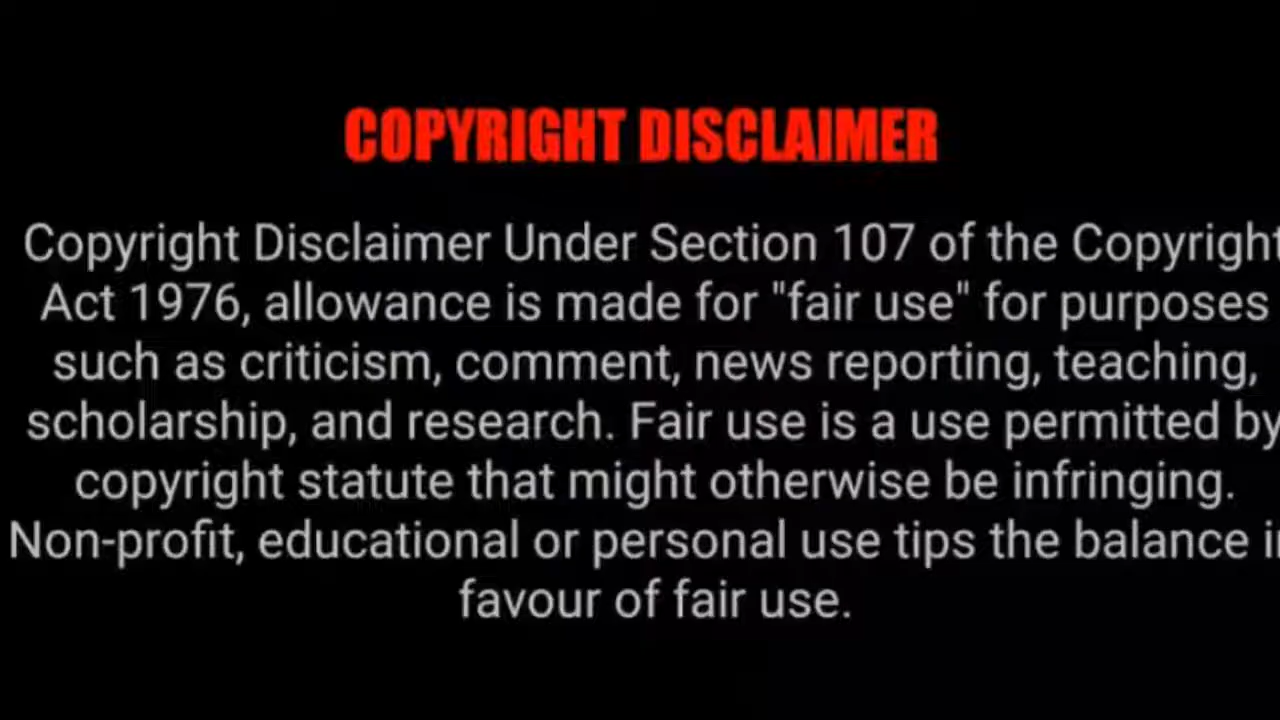 COPYRIGHT DISCLAIMER
Copyright Disclaimer Under Section 107 of the Copyright
Act 1976, allowance is made for "fair use" for purposes
such as criticism, comment, news reporting, teaching,
scholarship, and research. Fair use is a use permitted by
copyright statute that might otherwise be infringing.
Non-profit, educational or personal use tips the balance in
favour of fair use.